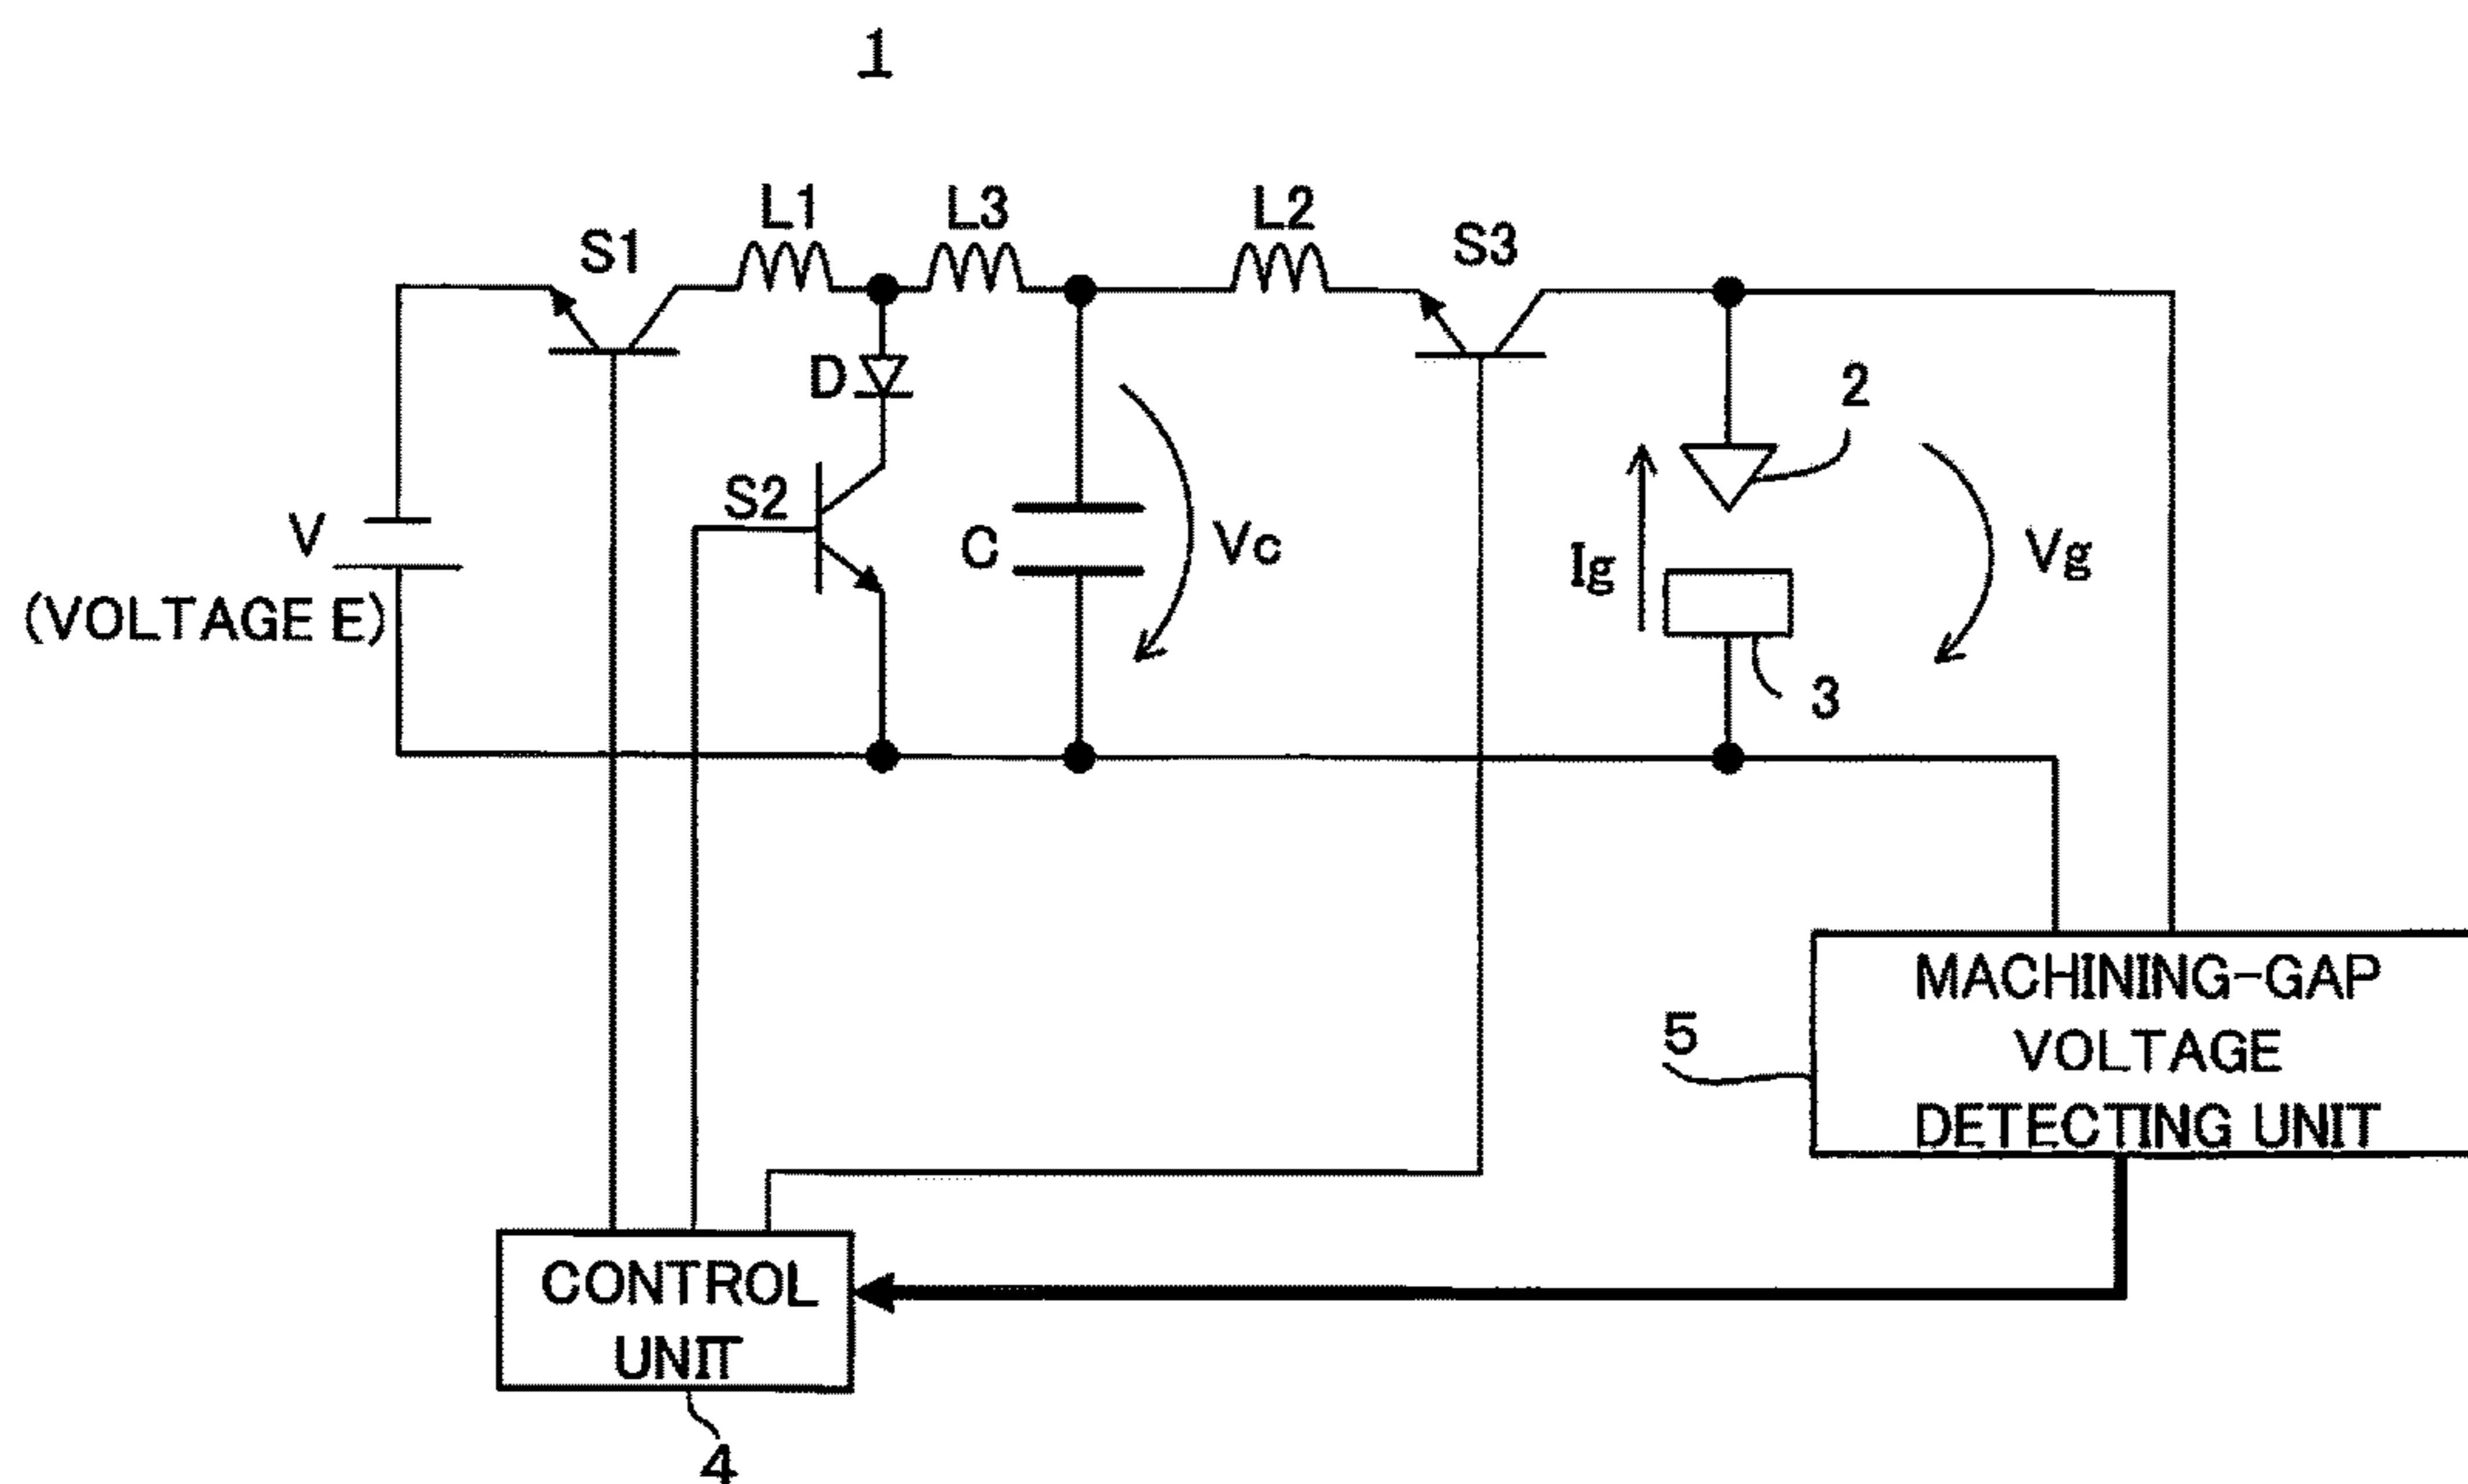 1
L1
L3
L2
S1
S3
D
2
S2
V
C
Vc
Ig
Vg
(VOLTAGE E)
3
MACHINING-GAP
VOLTAGE
DETECTING UNIT
5
CONTROL
UNIT
4